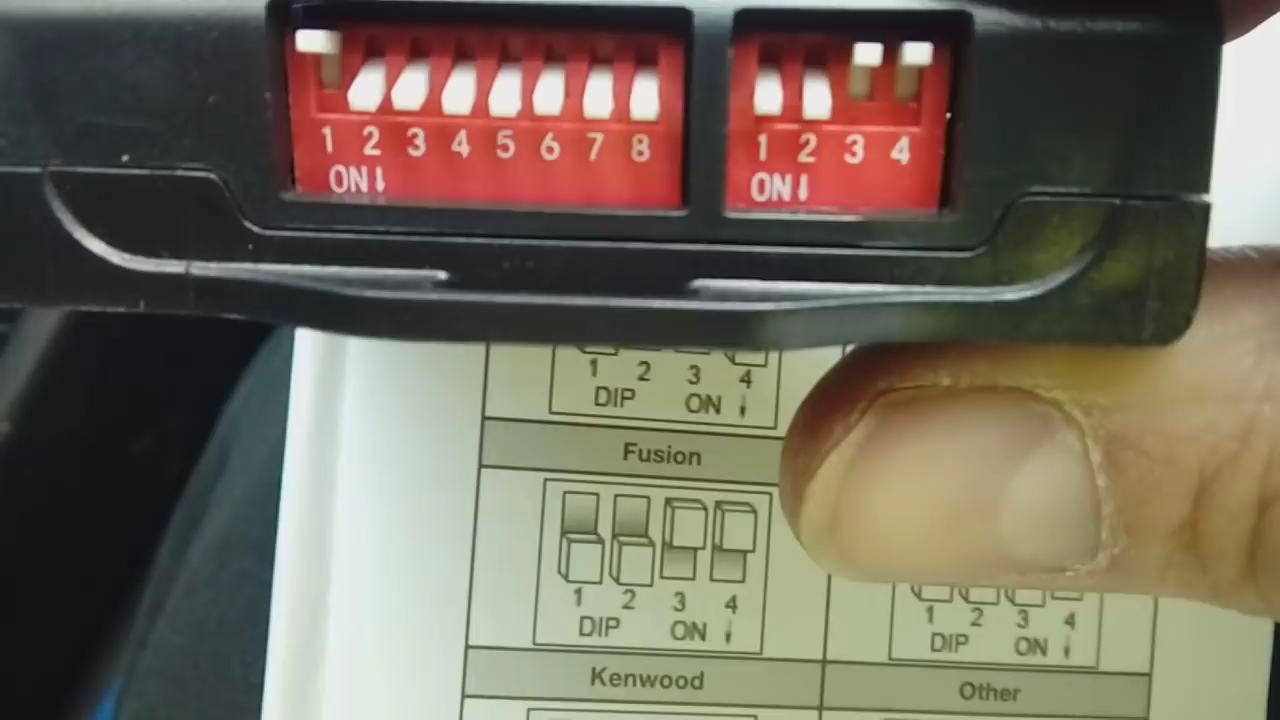 1 2 3 4 5 6 7 8
ON↓
1 2 3 4
ON↓
1 2 3 4
DIP ON ↓
Fusion
1 2 3 4
DIP ON ↓
1 2 3 4
DIP ON ↓
Kenwood
Other